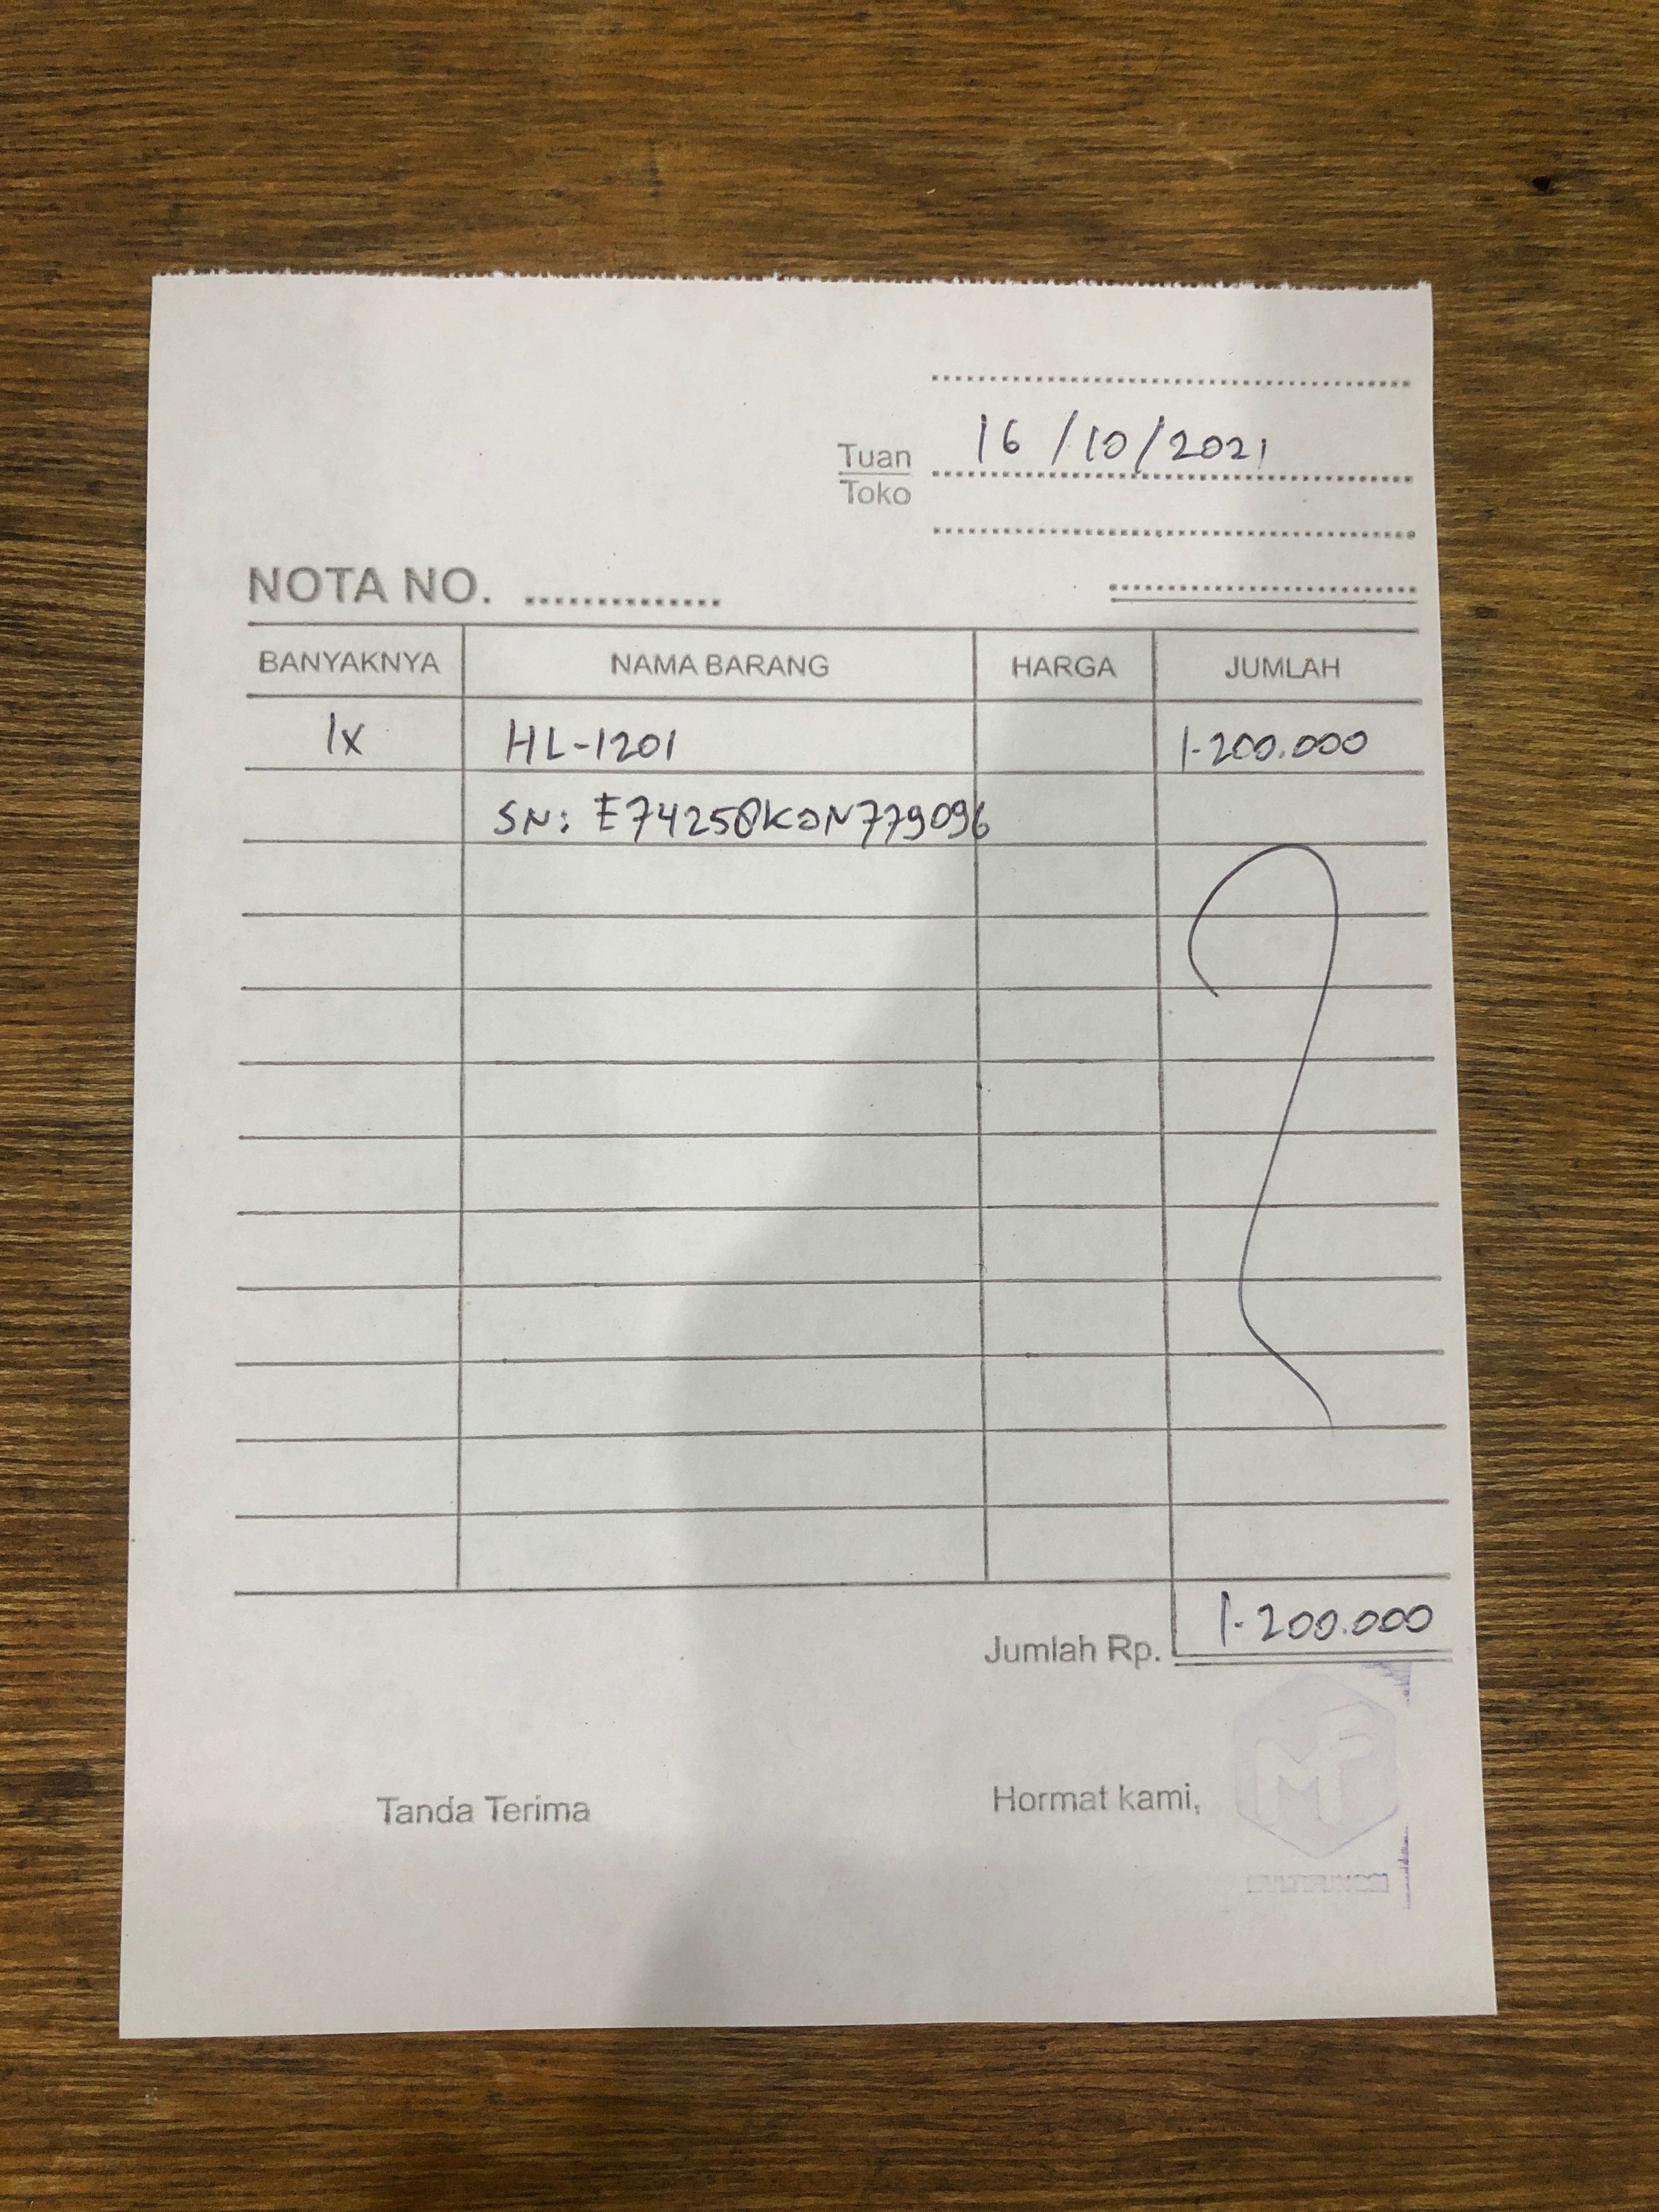 16/10/2021
Tuan
Toko
NOTA NO.
BANYAKNYA NAMA BARANG HARGA JUMLAH
1x HL-1201 1.200.000
SN: E74250K0N779096
Jumlah Rp. 1.200.000
Tanda Terima Hormat kami,
MF